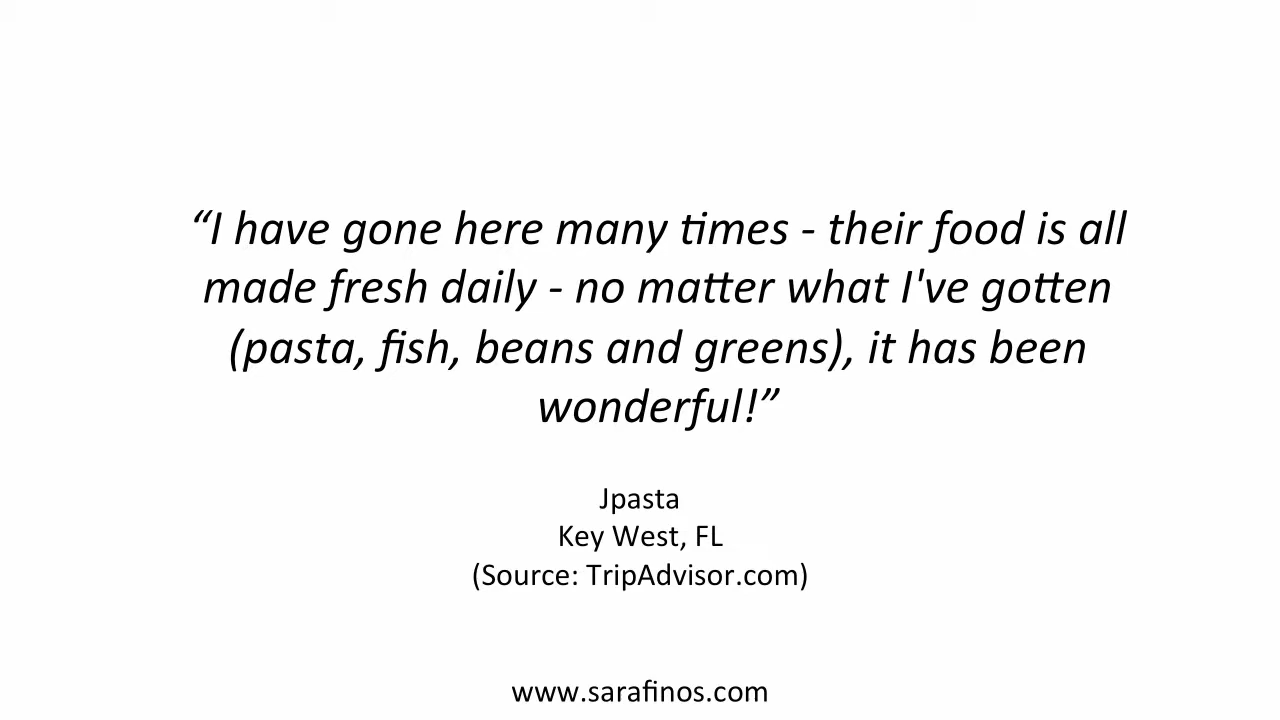 “I have gone here many times - their food is all
made fresh daily - no matter what I've gotten
(pasta, fish, beans and greens), it has been
wonderful!”
Jpasta
Key West, FL
(Source: TripAdvisor.com)
www.sarafinos.com